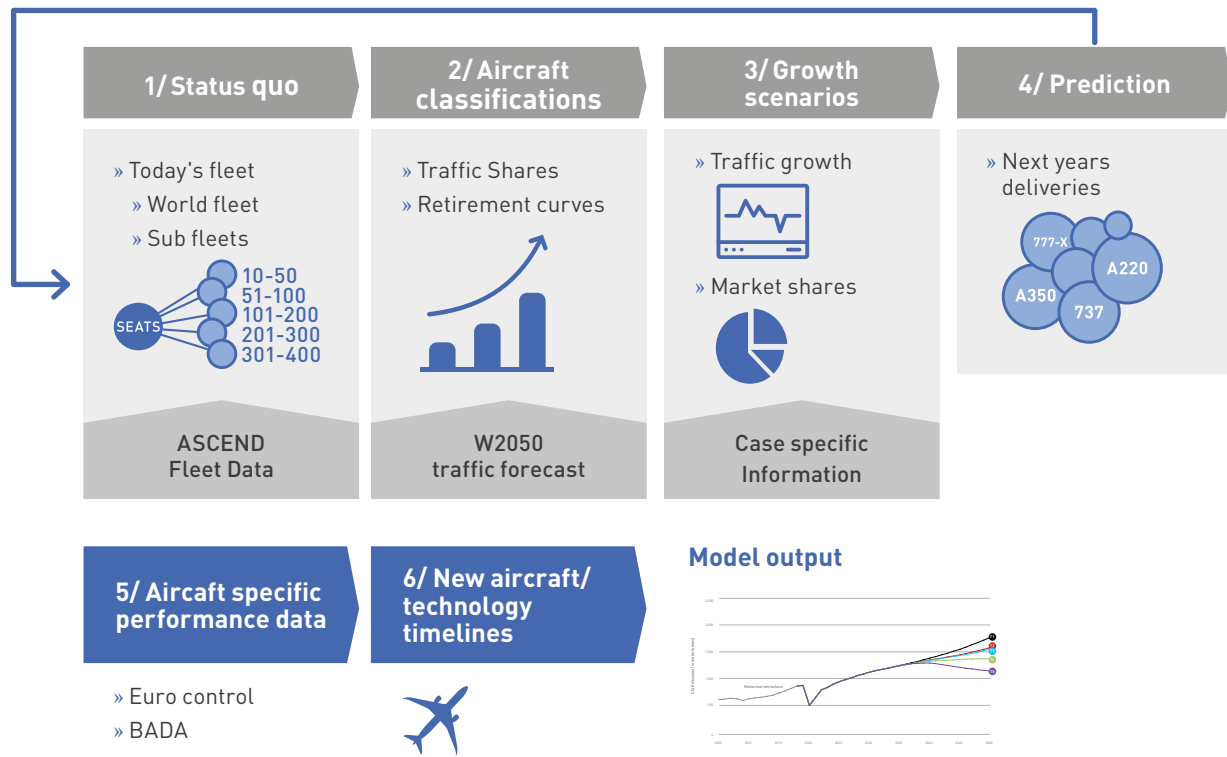 1/ Status quo
2/ Aircraft
classifications
3/ Growth
scenarios
4/ Prediction
» Today's fleet
» World fleet
» Sub fleets
SEATS
10-50
51-100
101-200
201-300
301-400
ASCEND
Fleet Data
» Traffic Shares
» Retirement curves
W2050
traffic forecast
» Traffic growth
» Market shares
Case specific
Information
» Next years
deliveries
777-X
A220
A350
737
5/ Aircaft specific
performance data
» Euro control
» BADA
6/ New aircraft/
technology
timelines
Model output
Historical emissions